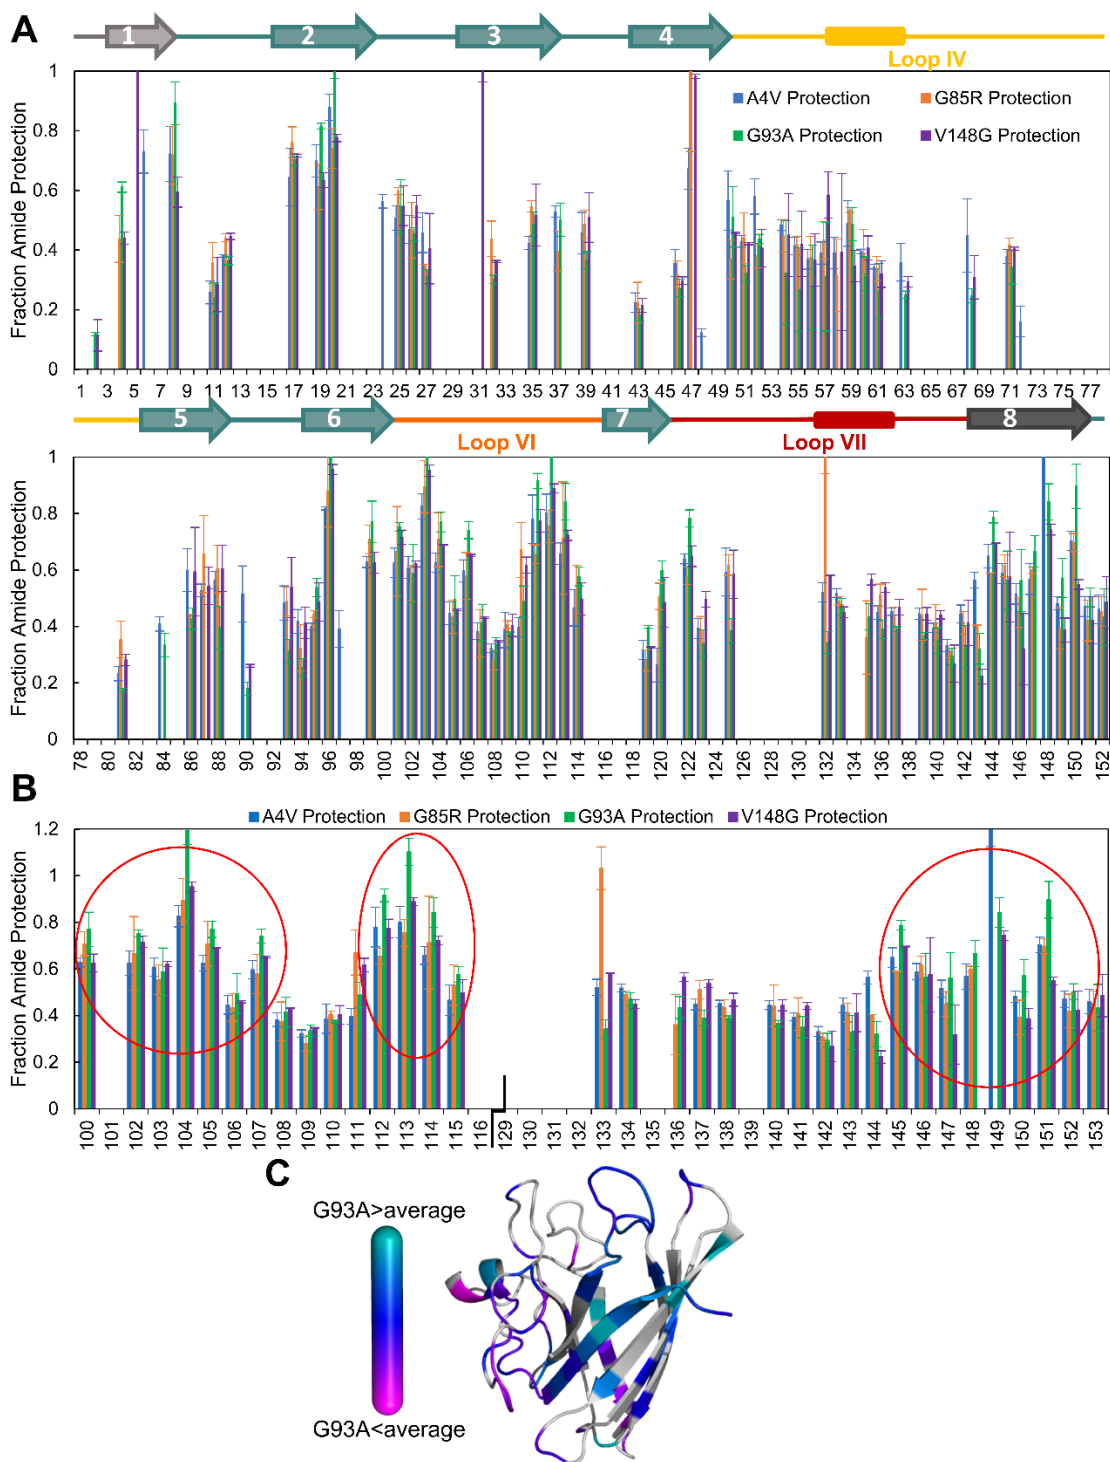 A
1 2 3 4
Loop IV
Fraction Amide Protection
1
0.8
0.6
0.4
0.2
0
A4V Protection G85R Protection
G93A Protection V148G Protection
1 3 5 7 9 11 13 15 17 19 21 23 25 27 29 31 33 35 37 39 41 43 45 47 49 51 53 55 57 59 61 63 65 67 69 71 73 75 77
5 6 7 8
Loop VI Loop VII
Fraction Amide Protection
1
0.8
0.6
0.4
0.2
0
78 80 82 84 86 88 90 92 94 96 98 100 102 104 106 108 110 112 114 116 118 120 122 124 126 128 130 132 134 136 138 140 142 144 146 148 150 152
B
A4V Protection G85R Protection G93A Protection V148G Protection
Fraction Amide Protection
1.2
1
0.8
0.6
0.4
0.2
0
100 101 102 103 104 105 106 107 108 109 110 111 112 113 114 115 116 129 130 131 132 133 134 135 136 137 138 139 140 141 142 143 144 145 146 147 148 149 150 151 152 153
C
G93A>average
G93A<average